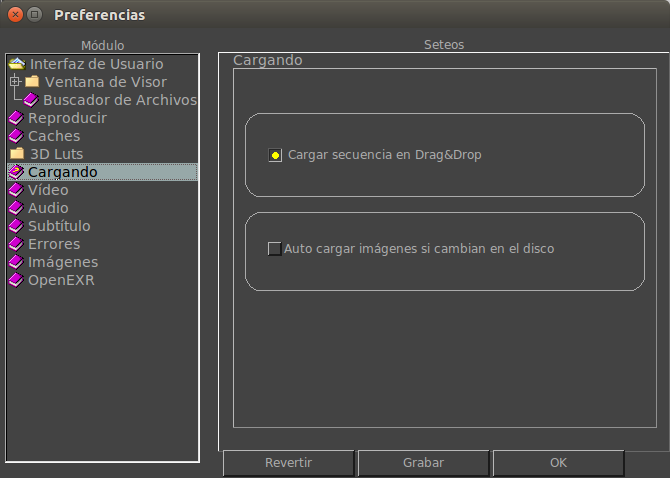 Preferencias
Módulo
Interfaz de Usuario
Ventana de Visor
Buscador de Archivos
Reproducir
Caches
3D Luts
Cargando
Vídeo
Audio
Subtítulo
Errores
Imágenes
OpenEXR
Seteos
Cargando
Cargar secuencia en Drag&Drop
Auto cargar imágenes si cambian en el disco
Revertir
Grabar
OK